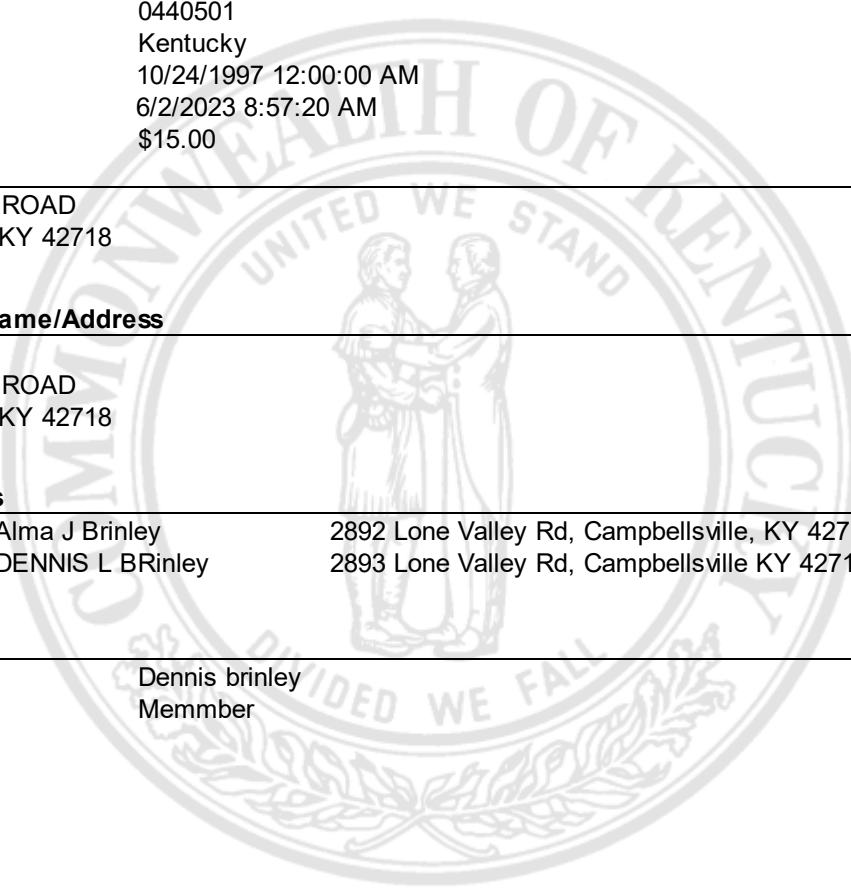 0440501
Kentucky
10/24/1997 12:00:00 AM
6/2/2023 8:57:20 AM
$15.00
ROAD
KY 42718
ame/Address
ROAD
KY 42718
s
Alma J Brinley 2892 Lone Valley Rd, Campbellsville, KY 427
DENNIS L BRinley 2893 Lone Valley Rd, Campbellsville KY 4271
Dennis brinley
Memmber
COMMONWEALTH OF KENTUCKY
UNITED WE STAND
DIVIDED WE FALL